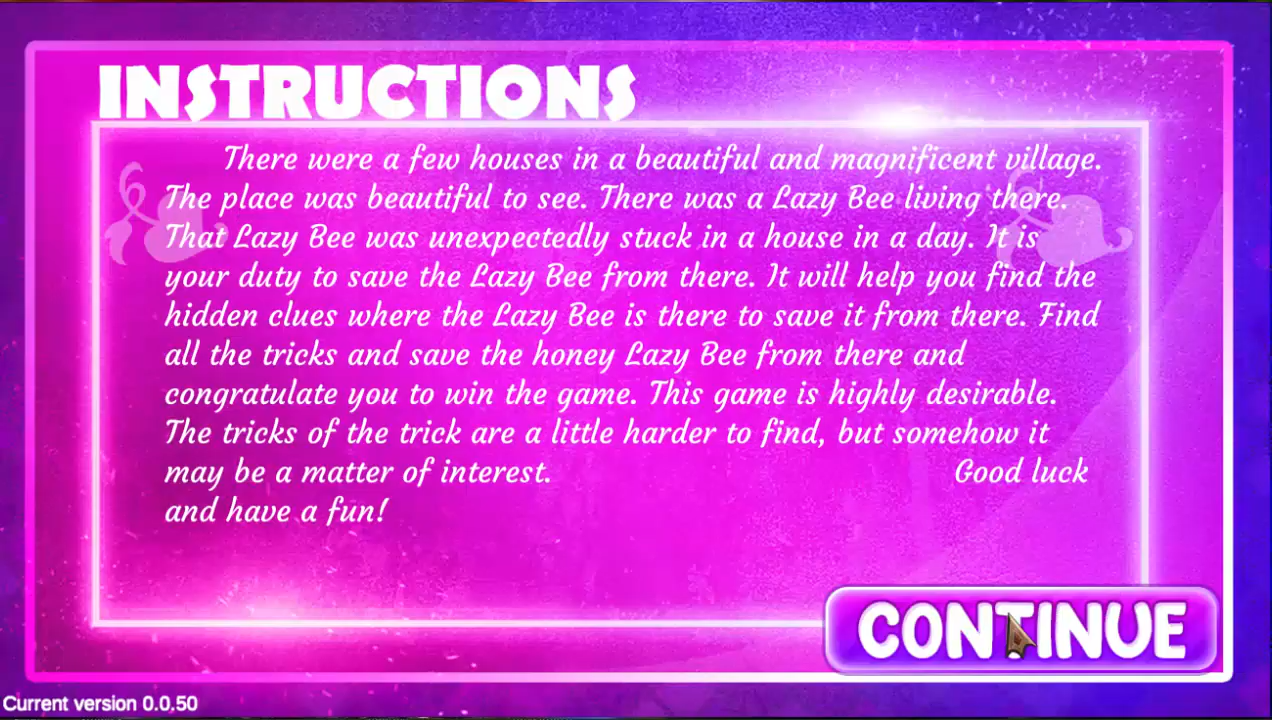 INSTRUCTIONS
There were a few houses in a beautiful and magnificent village.
The place was beautiful to see. There was a Lazy Bee living there.
That Lazy Bee was unexpectedly stuck in a house in a day. It is
your duty to save the Lazy Bee from there. It will help you find the
hidden clues where the Lazy Bee is there to save it from there. Find
all the tricks and save the honey Lazy Bee from there and
congratulate you to win the game. This game is highly desirable.
The tricks of the trick are a little harder to find, but somehow it
may be a matter of interest. Good luck
and have a fun!
CONTINUE
Current version 0.0.50